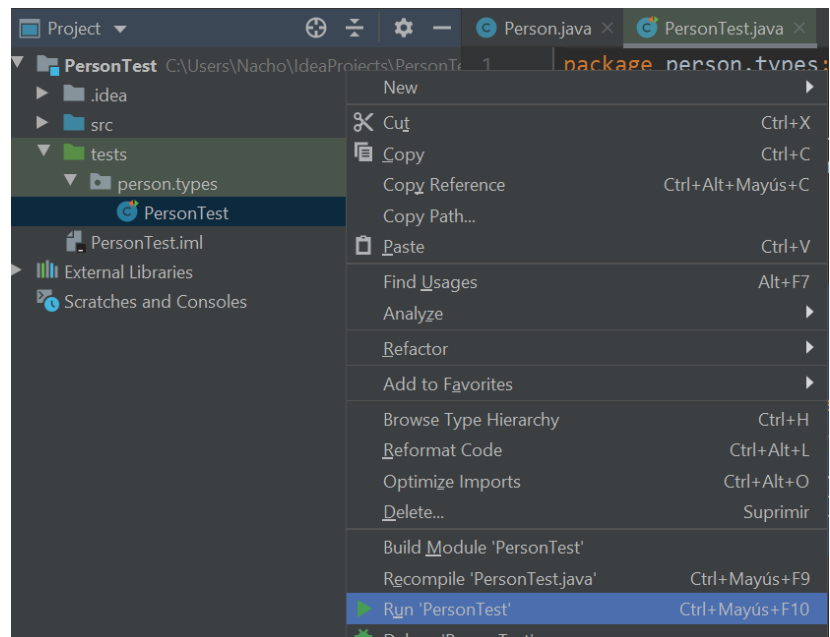 Project
Person.java
PersonTest.java
PersonTest C:\Users\Nacho\IdeaProjects\PersonTe
1 package person.types;
.idea
src
tests
person.types
PersonTest
PersonTest.iml
External Libraries
Scratches and Consoles
New
Cut Ctrl+X
Copy Ctrl+C
Copy Reference Ctrl+Alt+Mayús+C
Copy Path...
Paste Ctrl+V
Find Usages Alt+F7
Analyze
Refactor
Add to Favorites
Browse Type Hierarchy Ctrl+H
Reformat Code Ctrl+Alt+L
Optimize Imports Ctrl+Alt+O
Delete... Suprimir
Build Module 'PersonTest'
Recompile 'PersonTest.java' Ctrl+Mayús+F9
Run 'PersonTest' Ctrl+Mayús+F10